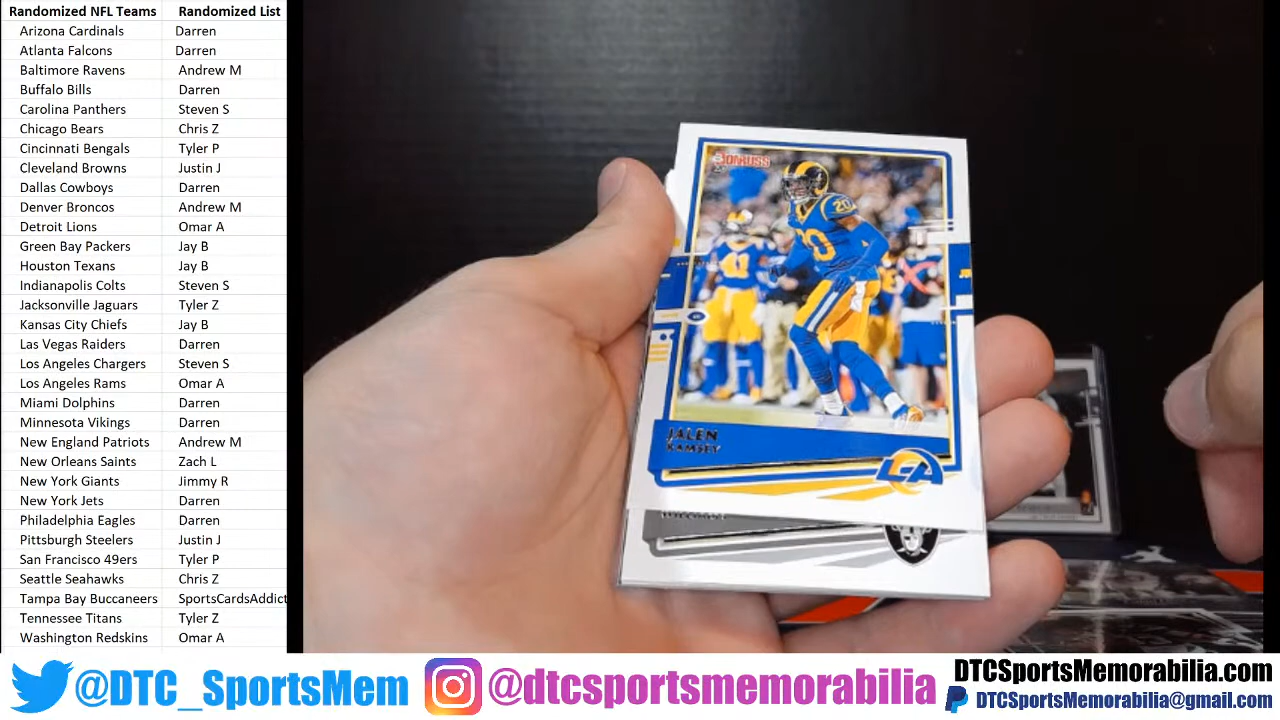 Randomized NFL Teams Randomized List
Arizona Cardinals Darren
Atlanta Falcons Darren
Baltimore Ravens Andrew M
Buffalo Bills Darren
Carolina Panthers Steven S
Chicago Bears Chris Z
Cincinnati Bengals Tyler P
Cleveland Browns Justin J
Dallas Cowboys Darren
Denver Broncos Andrew M
Detroit Lions Omar A
Green Bay Packers Jay B
Houston Texans Jay B
Indianapolis Colts Steven S
Jacksonville Jaguars Tyler Z
Kansas City Chiefs Jay B
Las Vegas Raiders Darren
Los Angeles Chargers Steven S
Los Angeles Rams Omar A
Miami Dolphins Darren
Minnesota Vikings Darren
New England Patriots Andrew M
New Orleans Saints Zach L
New York Giants Jimmy R
New York Jets Darren
Philadelphia Eagles Darren
Pittsburgh Steelers Justin J
San Francisco 49ers Tyler P
Seattle Seahawks Chris Z
Tampa Bay Buccaneers SportsCardsAddict
Tennessee Titans Tyler Z
Washington Redskins Omar A
DONRUSS
20
20
41
JALEN
RAMSEY
LA
@DTC_SportsMem
@dtcsportsmemorabilia
DTCSportsMemorabilia.com
DTCSportsMemorabilia@gmail.com